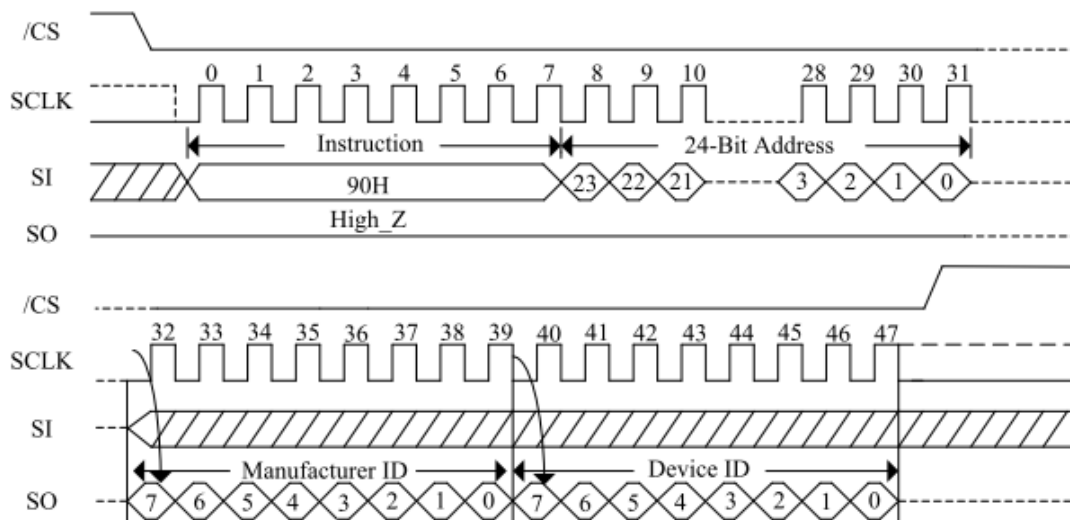 /CS
0 1 2 3 4 5 6 7 8 9 10 28 29 30 31
SCLK
Instruction 24-Bit Address
SI 90H 23 22 21 3 2 1 0
High_Z
SO
/CS
32 33 34 35 36 37 38 39 40 41 42 43 44 45 46 47
SCLK
SI
Manufacturer ID Device ID
SO 7 6 5 4 3 2 1 0 7 6 5 4 3 2 1 0